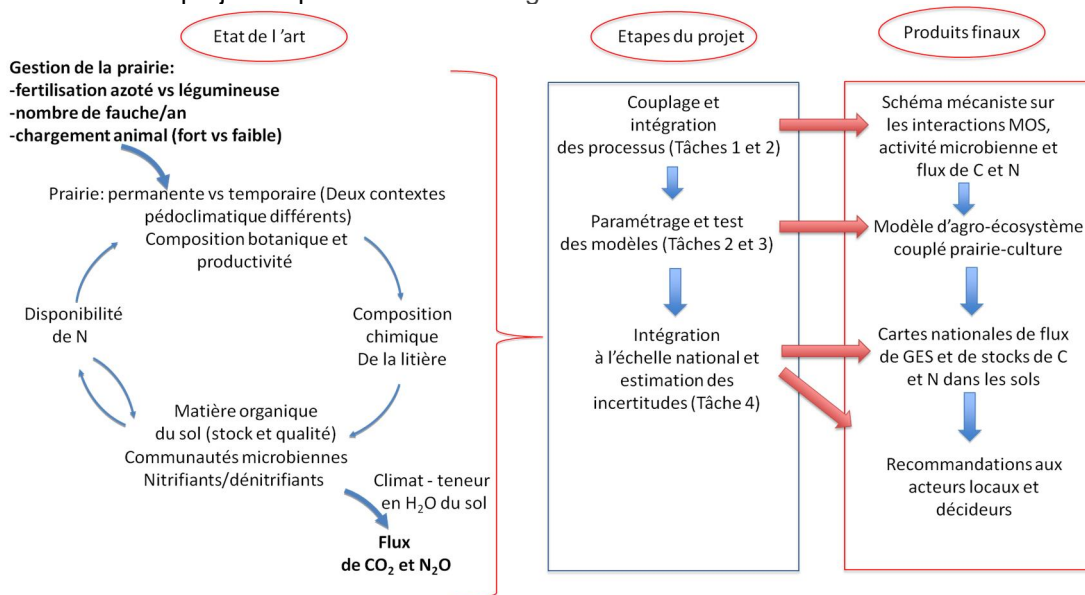 Etat de l 'art
Gestion de la prairie:
-fertilisation azoté vs légumineuse
-nombre de fauche/an
-chargement animal (fort vs faible)
Prairie: permanente vs temporaire (Deux contextes
pédoclimatique différents)
Composition botanique et
productivité
Disponibilité
de N
Composition
chimique
De la litière
Matière organique
du sol (stock et qualité)
Communautés microbiennes
Nitrifiants/dénitrifiants
Climat - teneur
en H₂O du sol
Flux
de CO₂ et N₂O
Etapes du projet
Couplage et
intégration
des processus (Tâches 1 et 2)
Paramétrage et test
des modèles (Tâches 2 et 3)
Intégration
à l'échelle national et
estimation des
incertitudes (Tâche 4)
Produits finaux
Schéma mécaniste sur
les interactions MOS,
activité microbienne et
flux de C et N
Modèle d'agro-écosystème
couplé prairie-culture
Cartes nationales de flux
de GES et de stocks de C
et N dans les sols
Recommandations aux
acteurs locaux et
décideurs